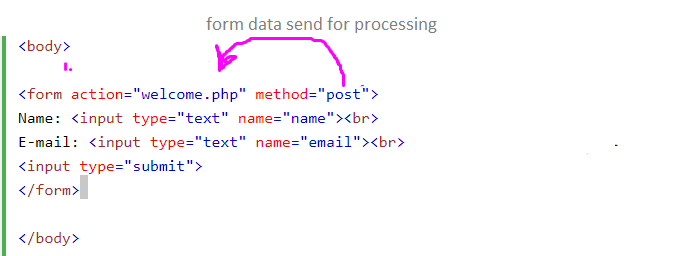 form data send for processing
<body>
1.
<form action="welcome.php" method="post">
Name: <input type="text" name="name"><br>
E-mail: <input type="text" name="email"><br>
<input type="submit">
</form>
</body>